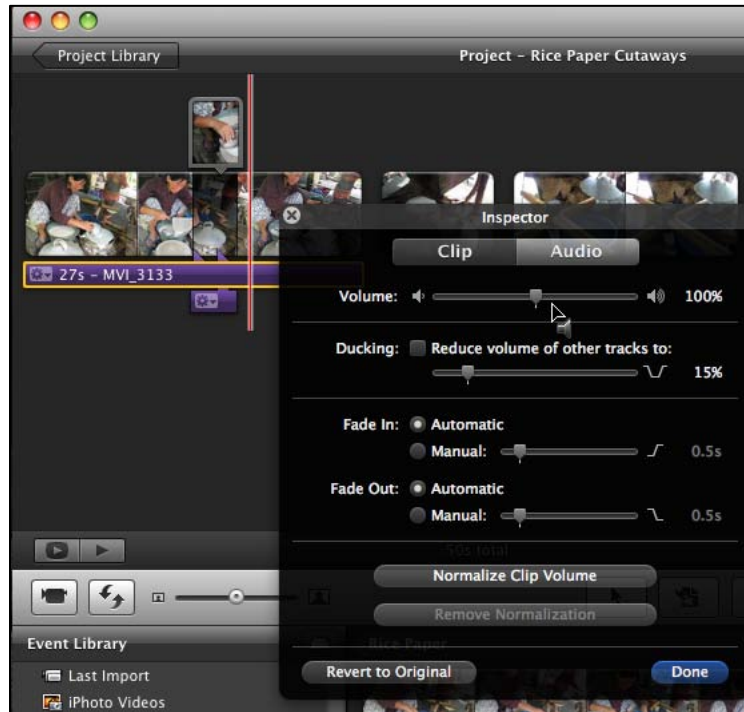 Project Library
Project - Rice Paper Cutaways
Inspector
Clip Audio
27s - MVI_3133
Volume: 100%
Ducking: Reduce volume of other tracks to:
15%
Fade In: Automatic
Manual: 0.5s
Fade Out: Automatic
Manual: 0.5s
50s total
Normalize Clip Volume
Remove Normalization
Event Library
Rice Paper
Revert to Original Done
Last Import
iPhoto Videos